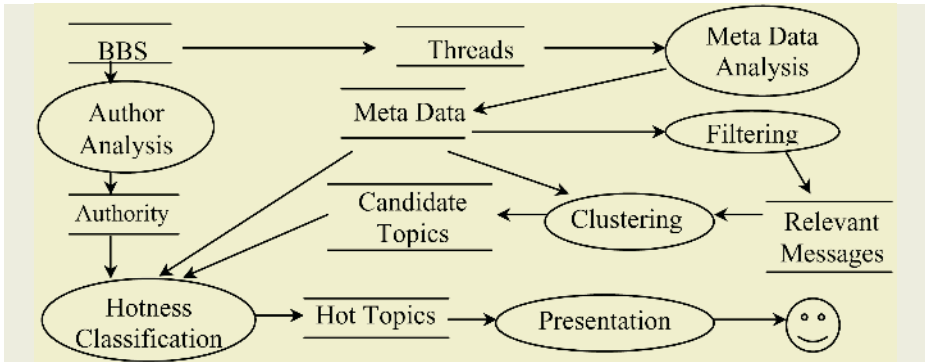 BBS
Threads
Meta Data
Analysis
Author
Analysis
Meta Data
Filtering
Authority
Candidate
Topics
Clustering
Relevant
Messages
Hotness
Classification
Hot Topics
Presentation